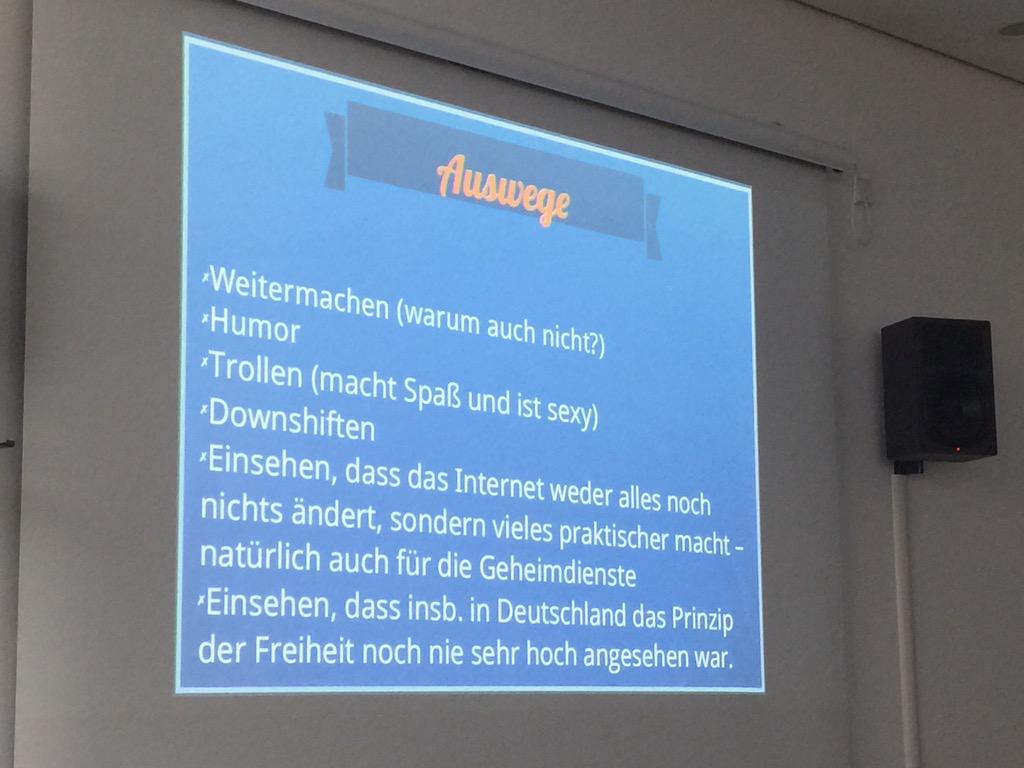 Auswege
Weitermachen (warum auch nicht?)
Humor
Trollen (macht Spaß und ist sexy)
Downshiften
Einsehen, dass das Internet weder alles noch
nichts ändert, sondern vieles praktischer macht –
natürlich auch für die Geheimdienste
Einsehen, dass insb. in Deutschland das Prinzip
der Freiheit noch nie sehr hoch angesehen war.